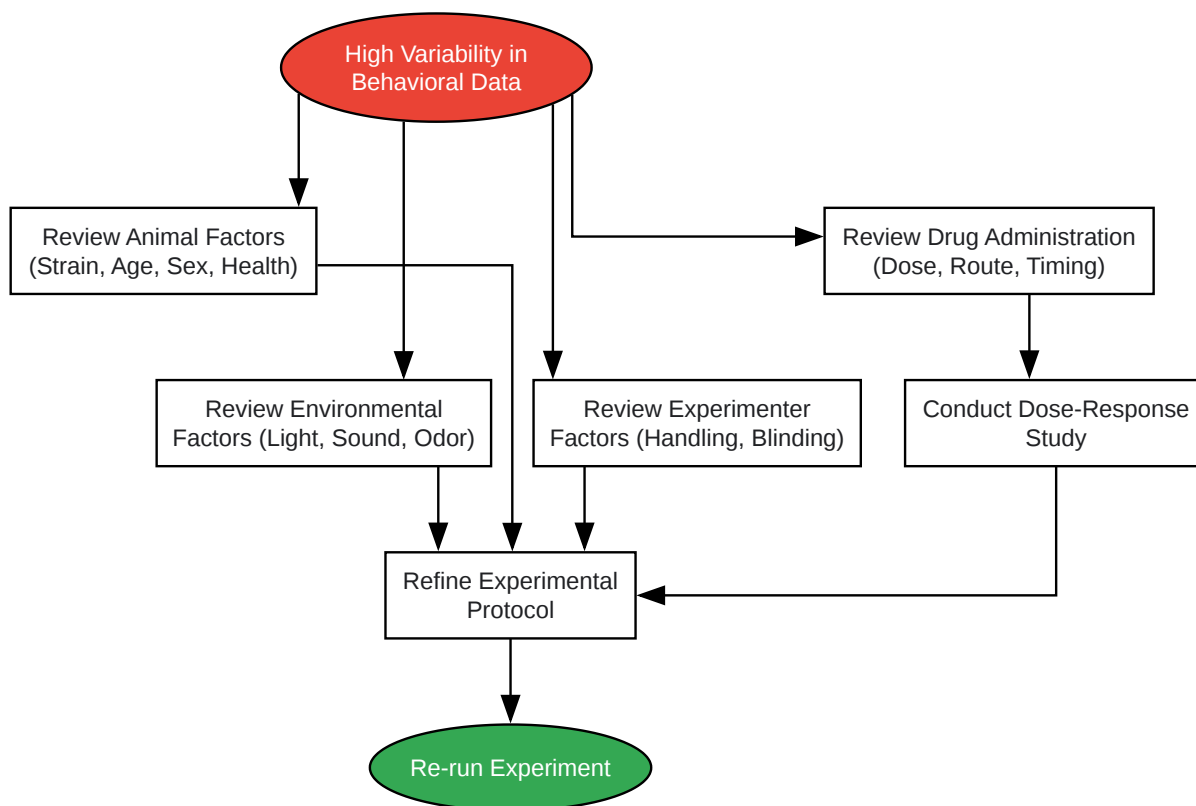 High Variability in
Behavioral Data
Review Animal Factors
(Strain, Age, Sex, Health)
Review Drug Administration
(Dose, Route, Timing)
Review Environmental
Factors (Light, Sound, Odor)
Review Experimenter
Factors (Handling, Blinding)
Conduct Dose-Response
Study
Refine Experimental
Protocol
Re-run Experiment